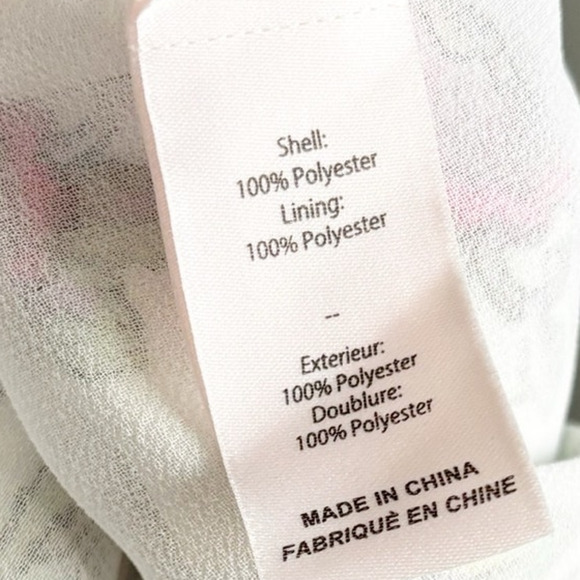 Shell:
100% Polyester
Lining:
100% Polyester
--
Exterieur:
100% Polyester
Doublure:
100% Polyester
MADE IN CHINA
FABRIQUÈ EN CHINE